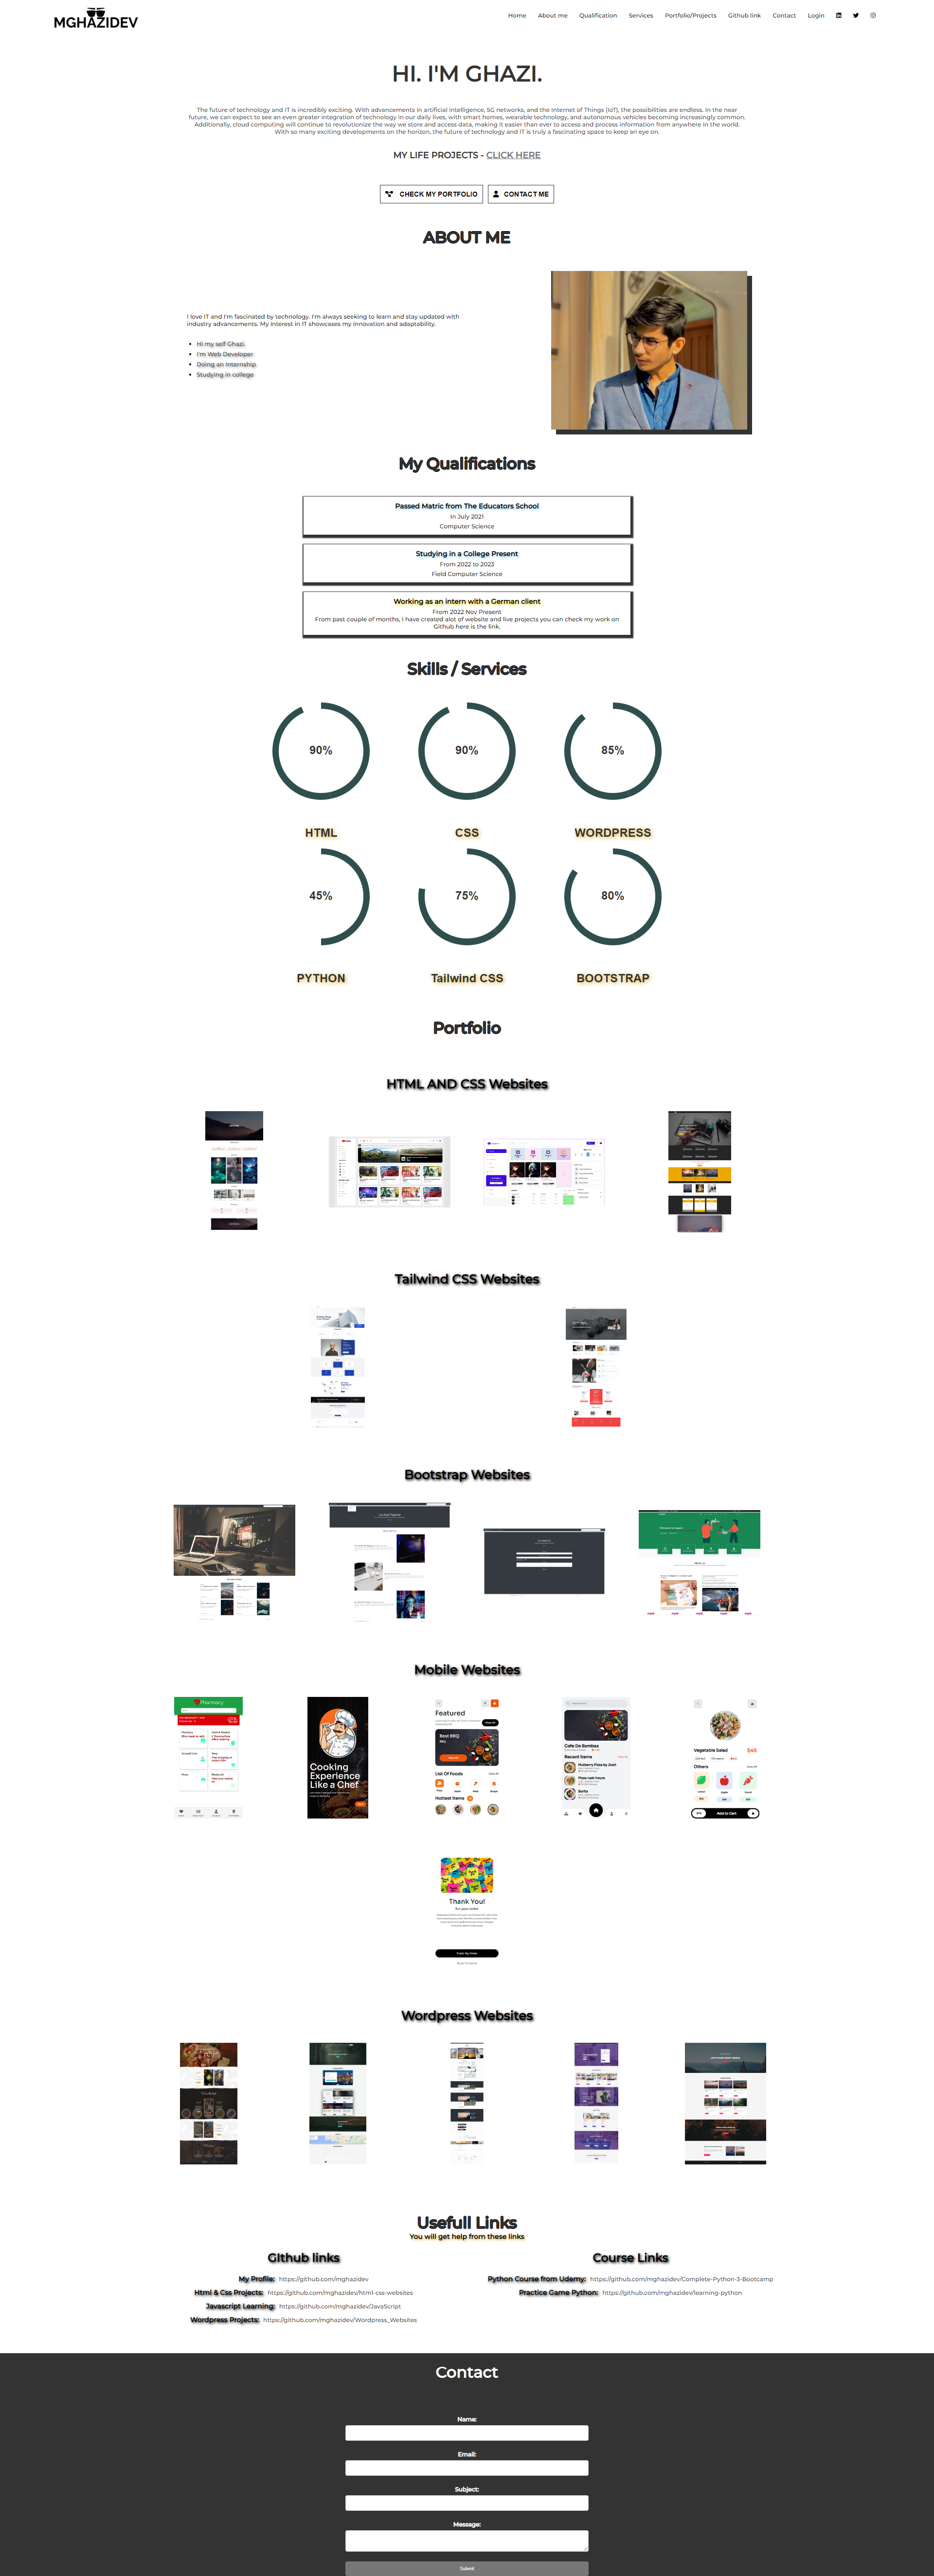 MGHAZIDEV
Home About me Qualification Services Portfolio/Projects Github link Contact Login
HI. I'M GHAZI.
The future of technology and IT is incredibly exciting. With advancements in artificial intelligence, 5G networks, and the Internet of Things (IoT), the possibilities are endless. In the near
future, we can expect to see an even greater integration of technology in our daily lives, with smart homes, wearable technology, and autonomous vehicles becoming increasingly common.
Additionally, cloud computing will continue to revolutionize the way we store and access data, making it easier than ever to access and process information from anywhere in the world.
With so many exciting developments on the horizon, the future of technology and IT is truly a fascinating space to keep an eye on.
MY LIFE PROJECTS - CLICK HERE
CHECK MY PORTFOLIO
CONTACT ME
ABOUT ME
I love IT and I'm fascinated by technology. I'm always seeking to learn and stay updated with
industry advancements. My interest in IT showcases my innovation and adaptability.
Hi my self Ghazi.
I'm Web Developer
Doing an Internship
Studying in college
My Qualifications
Passed Matric from The Educators School
In July 2021
Computer Science
Studying in a College Present
From 2022 to 2023
Field Computer Science
Working as an intern with a German client
From 2022 Nov Present
From past couple of months, I have created alot of website and live projects you can check my work on
Github here is the link.
Skills / Services
90% 90% 85%
HTML CSS WORDPRESS
45% 75% 80%
PYTHON Tailwind CSS BOOTSTRAP
Portfolio
HTML AND CSS Websites
Tailwind CSS Websites
Bootstrap Websites
Mobile Websites
Pharmacy
Cooking
Experience
Like a Chef
Featured
Best BBQ
List Of Foods
Hottest Items
Cafe De Bambaa
Recent Items
Vegetable Salad $45
Others
Add to Cart
Thank You!
for your order
Track My Order
Wordpress Websites
Usefull Links
You will get help from these links
GIthub links
My Profile: https://github.com/mghazidev
Html & Css Projects: https://github.com/mghazidev/html-css-websites
Javascript Learning: https://github.com/mghazidev/JavaScript
Wordpress Projects: https://github.com/mghazidev/Wordpress_Websites
Course Links
Python Course from Udemy: https://github.com/mghazidev/Complete-Python-3-Bootcamp
Practice Game Python: https://github.com/mghazidev/learning-python
Contact
Name:
Email:
Subject:
Message:
Submit